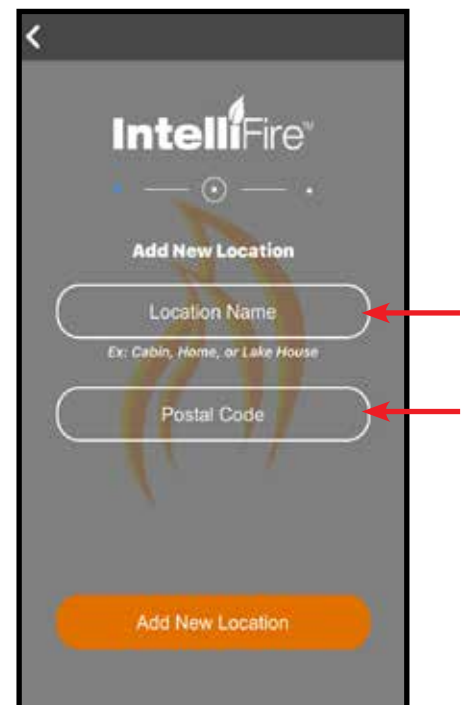 IntelliFire™
Add New Location
Location Name
Ex: Cabin, Home, or Lake House
Postal Code
Add New Location